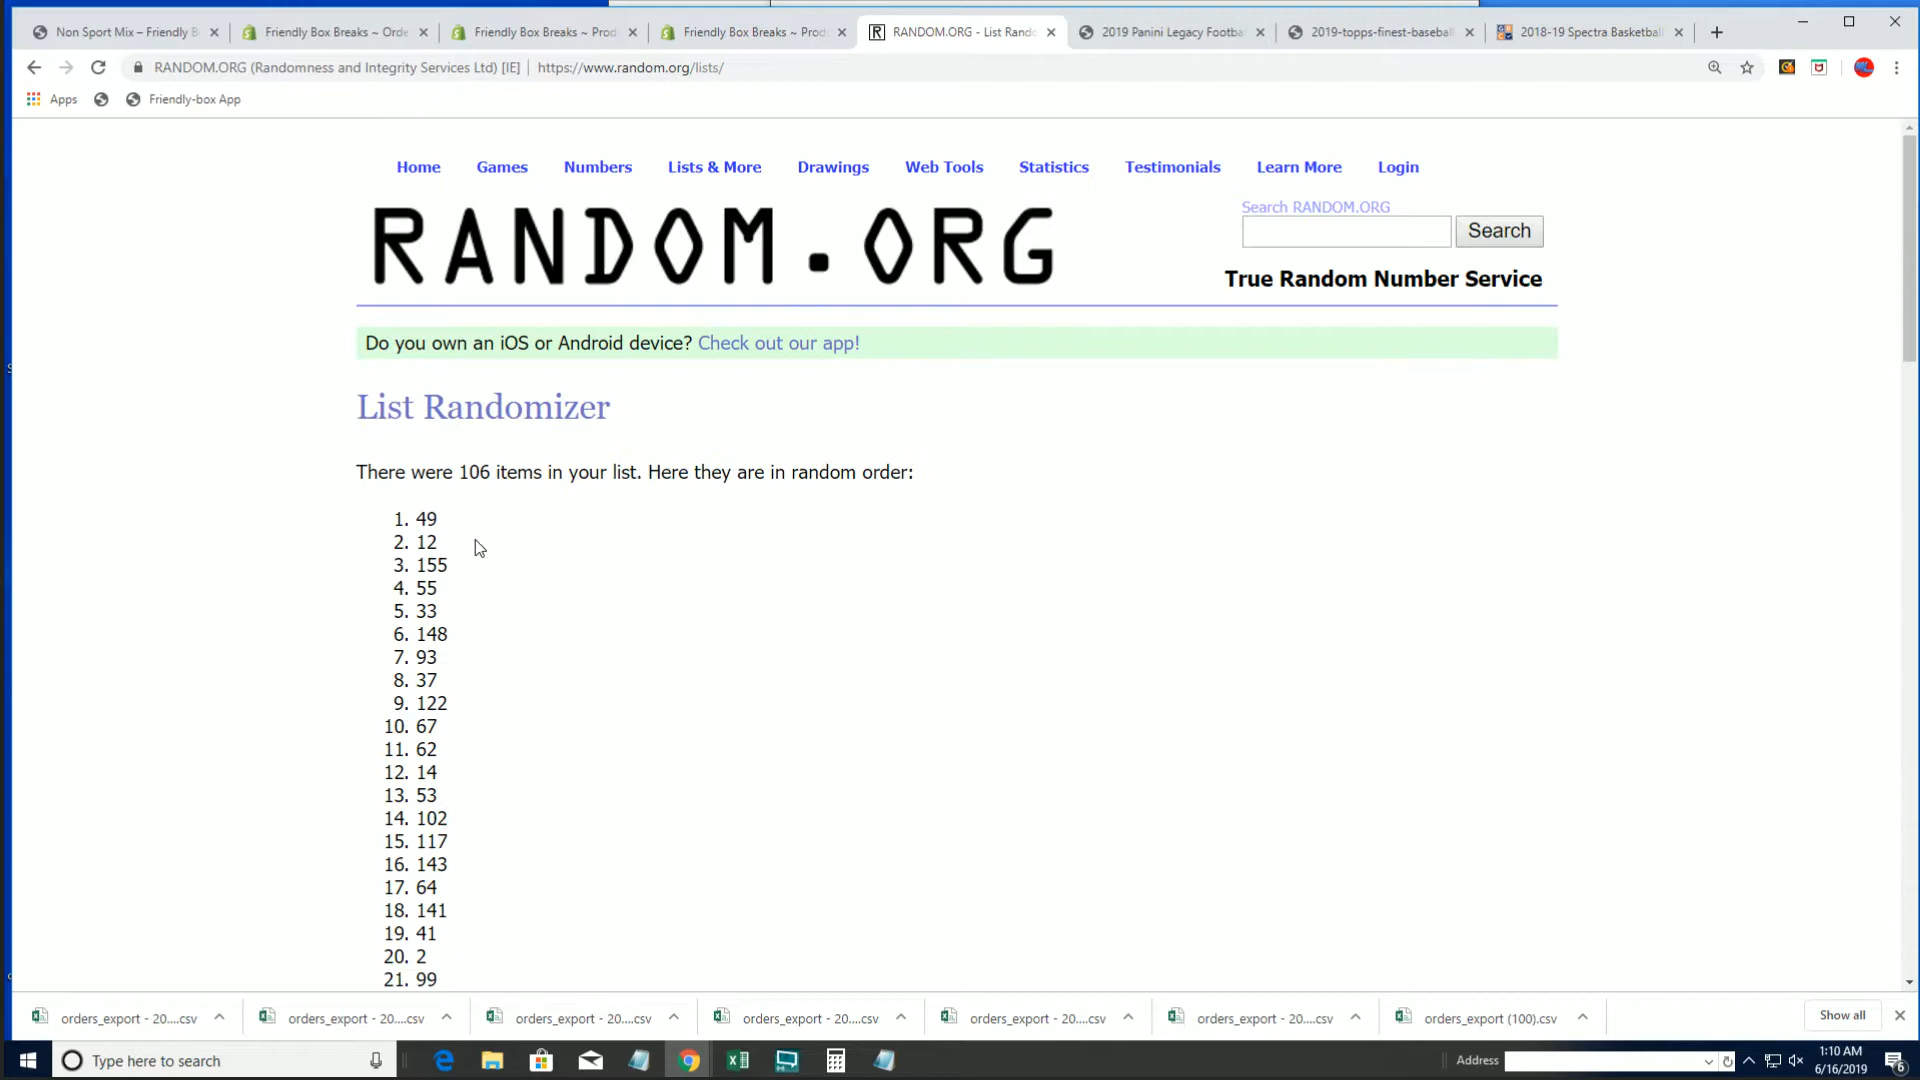 Non Sport Mix – Friendly B
Friendly Box Breaks ~ Orde
Friendly Box Breaks ~ Prod
Friendly Box Breaks ~ Prod
RANDOM.ORG - List Rando
2019 Panini Legacy Footba
2019-topps-finest-baseball
2018-19 Spectra Basketball
RANDOM.ORG (Randomness and Integrity Services Ltd) [IE] | https://www.random.org/lists/
Apps
Friendly-box App
Home Games Numbers Lists & More Drawings Web Tools Statistics Testimonials Learn More Login
RANDOM.ORG
Search RANDOM.ORG
Search
True Random Number Service
Do you own an iOS or Android device? Check out our app!
List Randomizer
There were 106 items in your list. Here they are in random order:
1. 49
2. 12
3. 155
4. 55
5. 33
6. 148
7. 93
8. 37
9. 122
10. 67
11. 62
12. 14
13. 53
14. 102
15. 117
16. 143
17. 64
18. 141
19. 41
20. 2
21. 99
orders_export - 20....csv
orders_export - 20....csv
orders_export - 20....csv
orders_export - 20....csv
orders_export - 20....csv
orders_export - 20....csv
orders_export (100).csv
Show all
Type here to search
Address
1:10 AM
6/16/2019
6